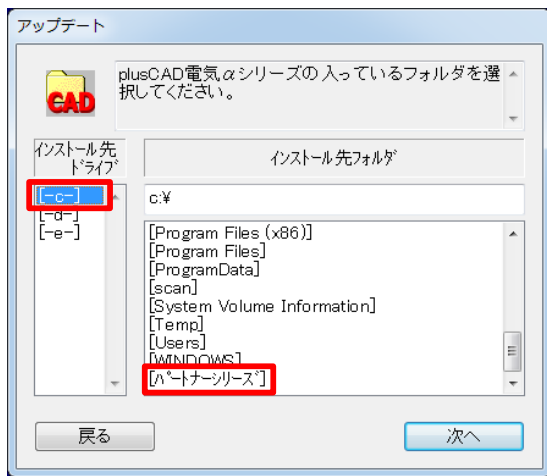 アップデート
CAD
plusCAD電気αシリーズの入っているフォルダを選
択してください。
インストール先
ﾄﾞﾗｲﾌﾞ
インストール先フォルダ
[-c-]
[-d-]
[-e-]
c:¥
[Program Files (x86)]
[Program Files]
[ProgramData]
[scan]
[System Volume Information]
[Temp]
[Users]
[WINDOWS]
[ﾊﾟｰﾄﾅｰｼﾘｰｽﾞ]
戻る
次へ